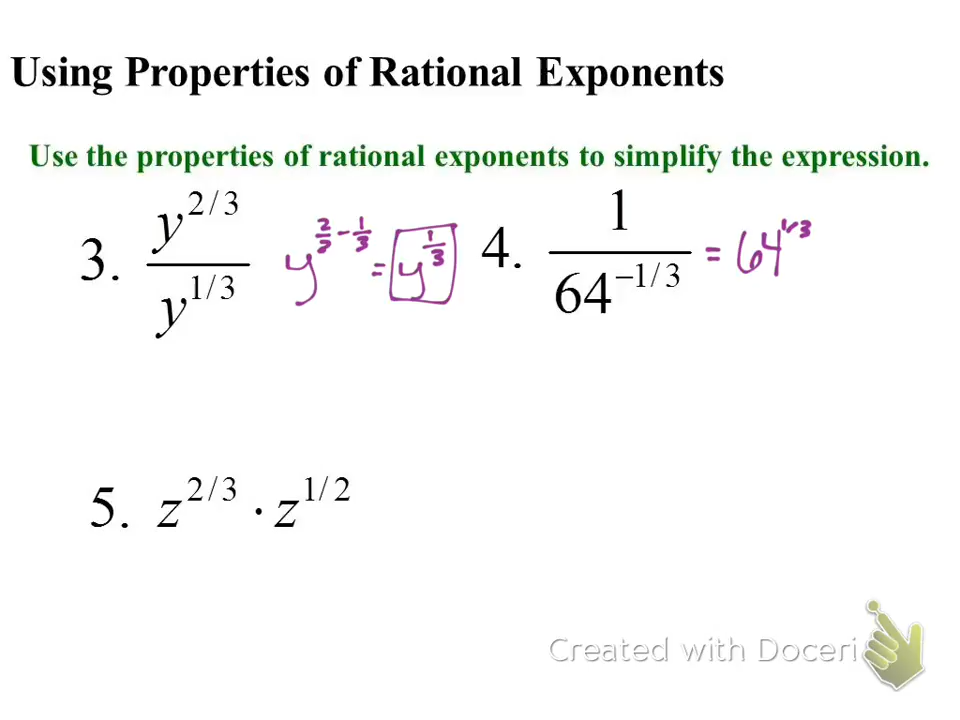 Using Properties of Rational Exponents
Use the properties of rational exponents to simplify the expression.
3. y^2/3 / y^1/3 y^2/3 - 1/3 = y^1/3
4. 1 / 64^-1/3 = 64^1/3
5. z^2/3 · z^1/2
Created with Doceri